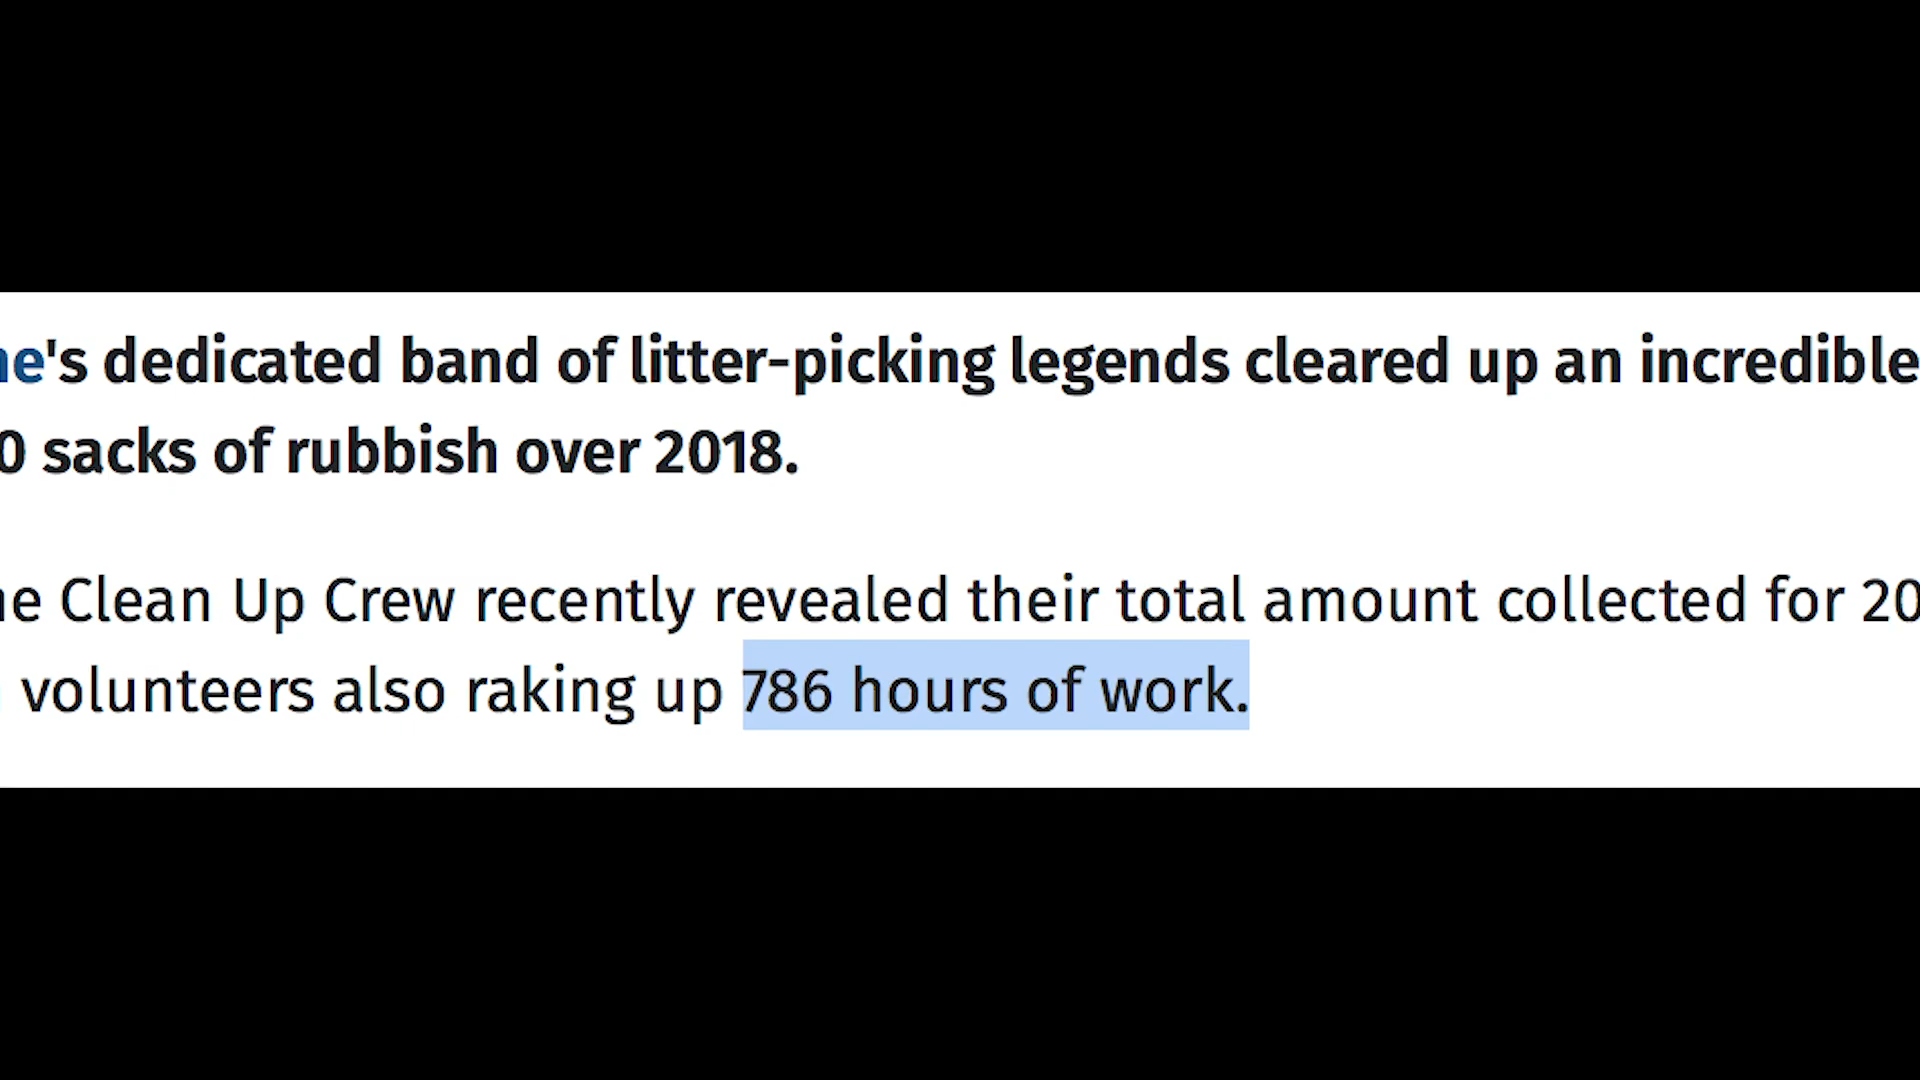 's dedicated band of litter-picking legends cleared up an incredible
0 sacks of rubbish over 2018.
Clean Up Crew recently revealed their total amount collected for 20
volunteers also raking up 786 hours of work.